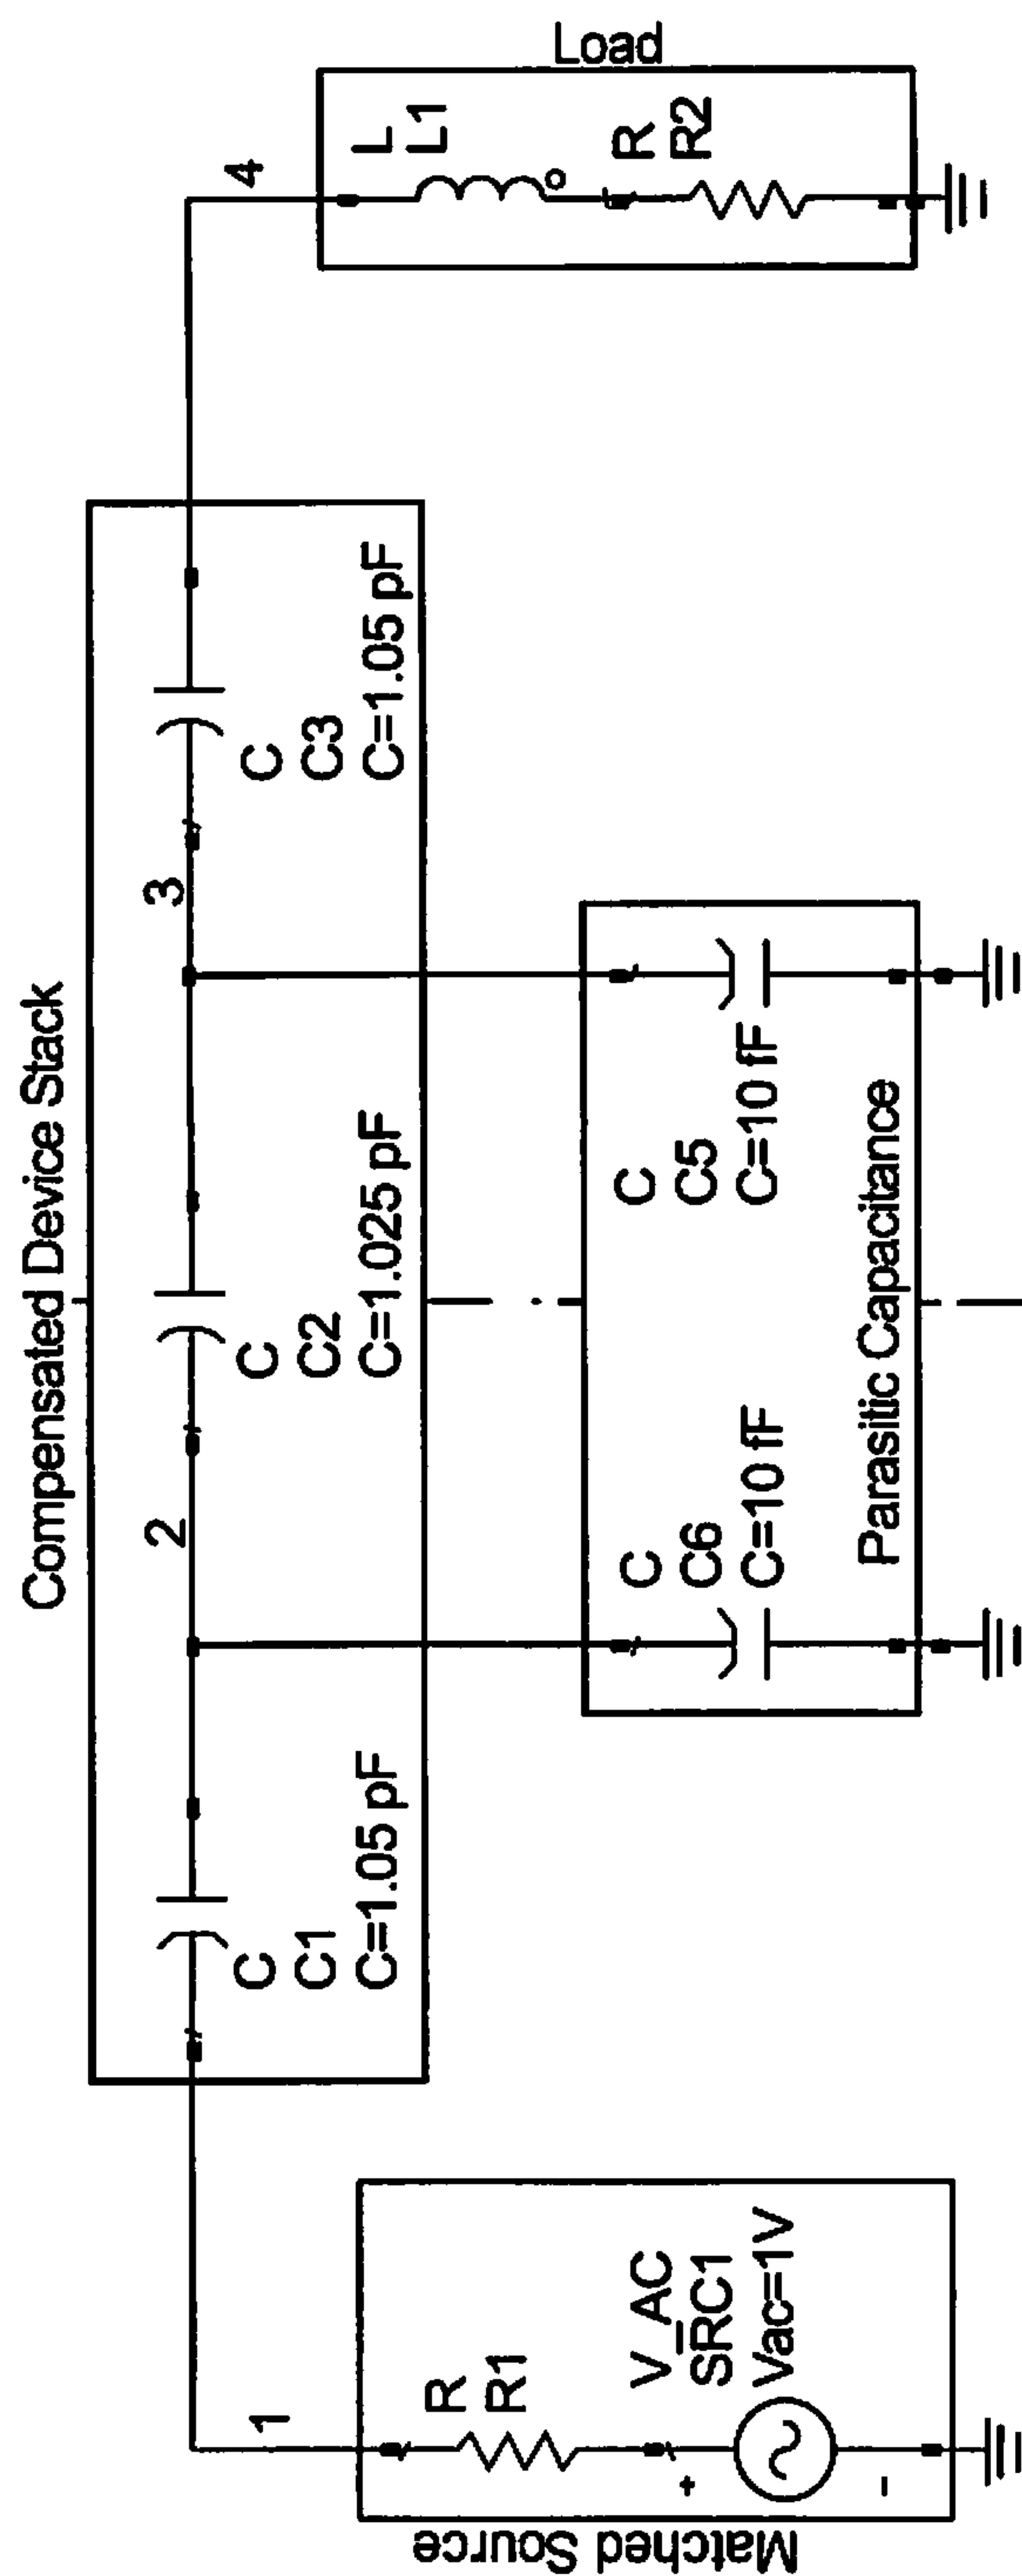 Compensated Device Stack
1
C
C1
C=1.05 pF
2
C
C2
C=1.025 pF
3
C
C3
C=1.05 pF
4
Matched Source
R
R1
V_AC
SRC1
Vac=1V
+
-
C
C6
C=10 fF
C
C5
C=10 fF
Parasitic Capacitance
Load
L
L1
R
R2